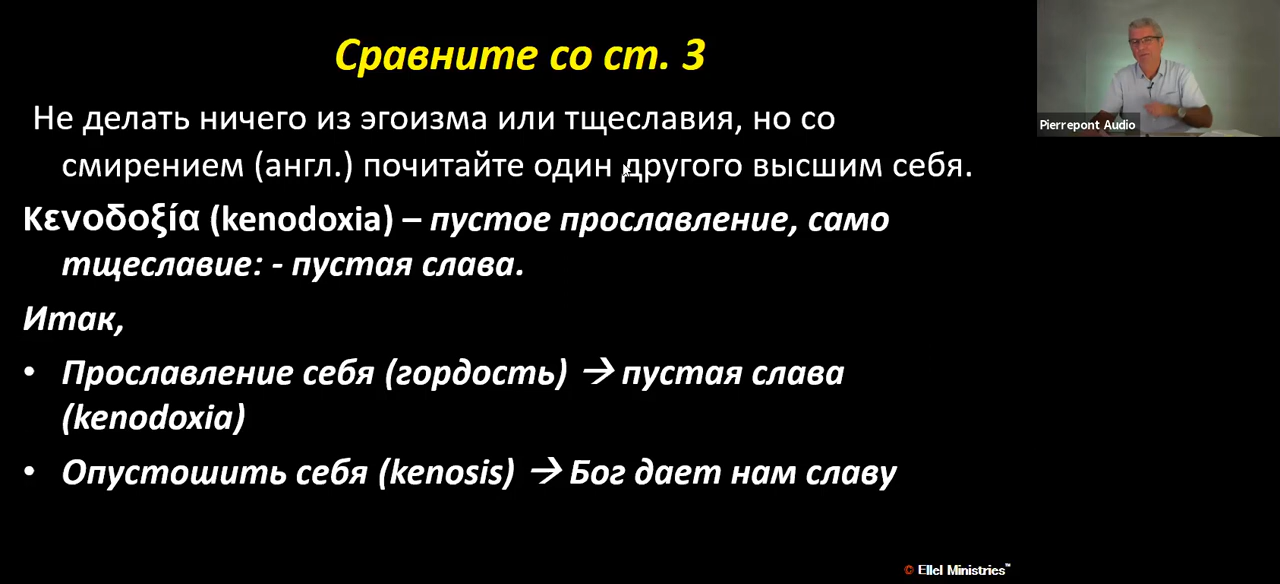 Сравните со ст. 3
Pierrepont Audio
Не делать ничего из эгоизма или тщеславия, но со
смирением (англ.) почитайте один другого высшим себя.
Κενοδοξία (kenodoxia) – пустое прославление, само
тщеславие: - пустая слава.
Итак,
• Прославление себя (гордость) → пустая слава
(kenodoxia)
• Опустошить себя (kenosis) → Бог дает нам славу
© Ellel Ministries™